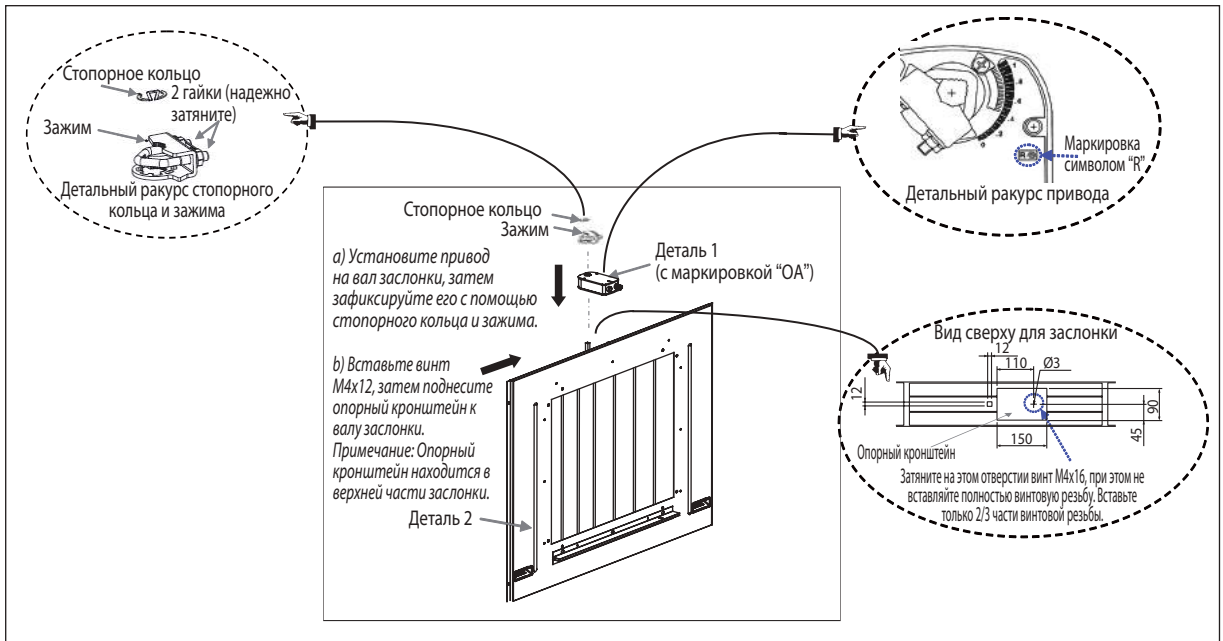 Стопорное кольцо
2 гайки (надежно
затяните)
Зажим
Детальный ракурс стопорного
кольца и зажима
Маркировка
символом “R”
Детальный ракурс привода
Стопорное кольцо
Зажим
Деталь 1
(с маркировкой “OA”)
a) Установите привод
на вал заслонки, затем
зафиксируйте его с помощью
стопорного кольца и зажима.
b) Вставьте винт
M4x12, затем поднесите
опорный кронштейн к
валу заслонки.
Примечание: Опорный
кронштейн находится в
верхней части заслонки.
Деталь 2
Вид сверху для заслонки
12
110
Ø3
12
90
45
150
Опорный кронштейн
Затяните на этом отверстии винт M4x16, при этом не
вставляйте полностью винтовую резьбу. Вставьте
только 2/3 части винтовой резьбы.